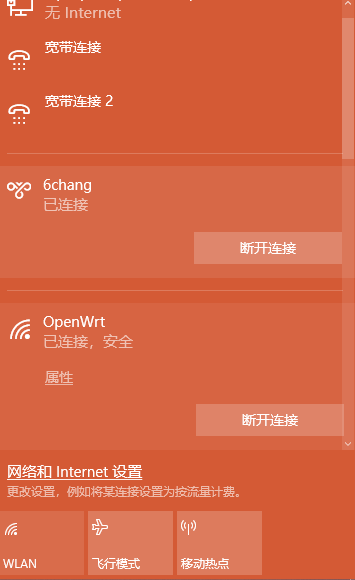 无 Internet
宽带连接
宽带连接 2
6chang
已连接
断开连接
OpenWrt
已连接，安全
属性
断开连接
网络和 Internet 设置
更改设置，例如将某连接设置为按流量计费。
WLAN
飞行模式
移动热点